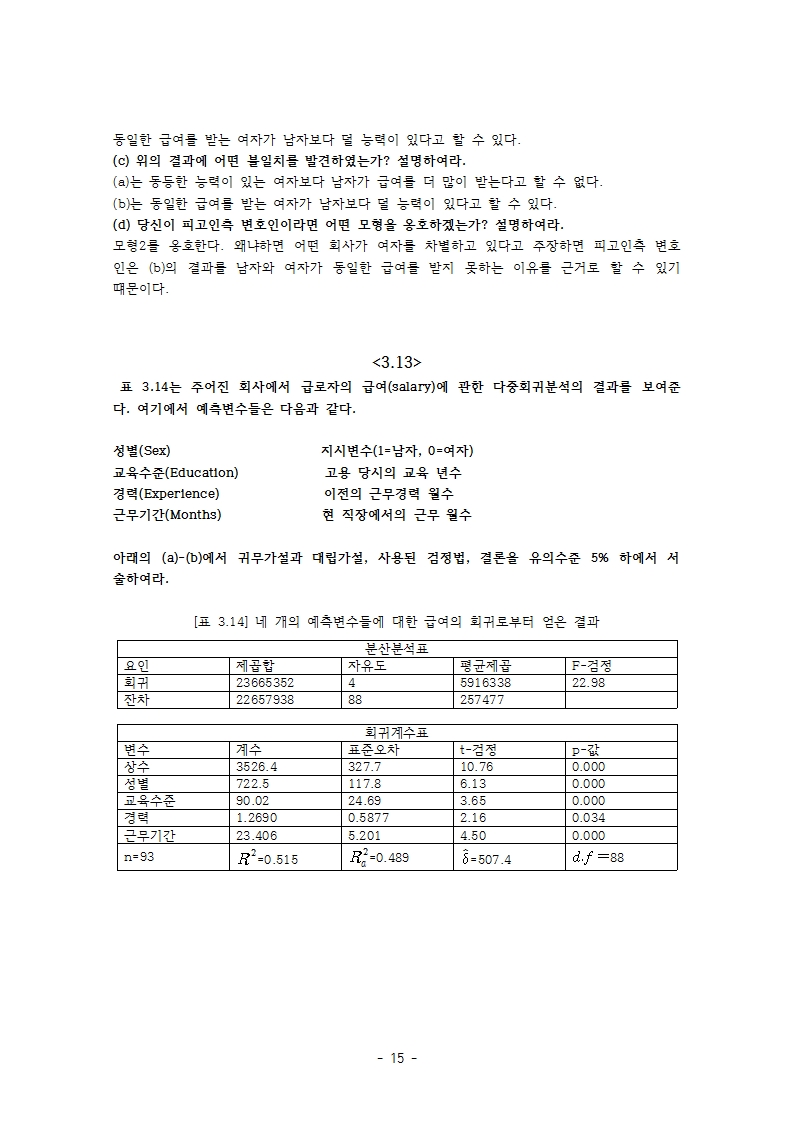 동일한 급여를 받는 여자가 남자보다 덜 능력이 있다고 할 수 있다.
(c) 위의 결과에 어떤 불일치를 발견하였는가? 설명하여라.
(a)는 동등한 능력이 있는 여자보다 남자가 급여를 더 많이 받는다고 할 수 없다.
(b)는 동일한 급여를 받는 여자가 남자보다 덜 능력이 있다고 할 수 있다.
(d) 당신이 피고인측 변호인이라면 어떤 모형을 옹호하겠는가? 설명하여라.
모형2를 옹호한다. 왜냐하면 어떤 회사가 여자를 차별하고 있다고 주장하면 피고인측 변호
인은 (b)의 결과를 남자와 여자가 동일한 급여를 받지 못하는 이유를 근거로 할 수 있기
떄문이다.
<3.13>
표 3.14는 주어진 회사에서 급로자의 급여(salary)에 관한 다중회귀분석의 결과를 보여준
다. 여기에서 예측변수들은 다음과 같다.
성별(Sex) 지시변수(1=남자, 0=여자)
교육수준(Education) 고용 당시의 교육 년수
경력(Experience) 이전의 근무경력 월수
근무기간(Months) 현 직장에서의 근무 월수
아래의 (a)-(b)에서 귀무가설과 대립가설, 사용된 검정법, 결론을 유의수준 5% 하에서 서
술하여라.
[표 3.14] 네 개의 예측변수들에 대한 급여의 회귀로부터 얻은 결과
분산분석표
요인 제곱합 자유도 평균제곱 F-검정
회귀 23665352 4 5916338 22.98
잔차 22657938 88 257477
회귀계수표
변수 계수 표준오차 t-검정 p-값
상수 3526.4 327.7 10.76 0.000
성별 722.5 117.8 6.13 0.000
교육수준 90.02 24.69 3.65 0.000
경력 1.2690 0.5877 2.16 0.034
근무기간 23.406 5.201 4.50 0.000
n=93 R²=0.515 Rₐ²=0.489 δ̂=507.4 d.f=88
- 15 -